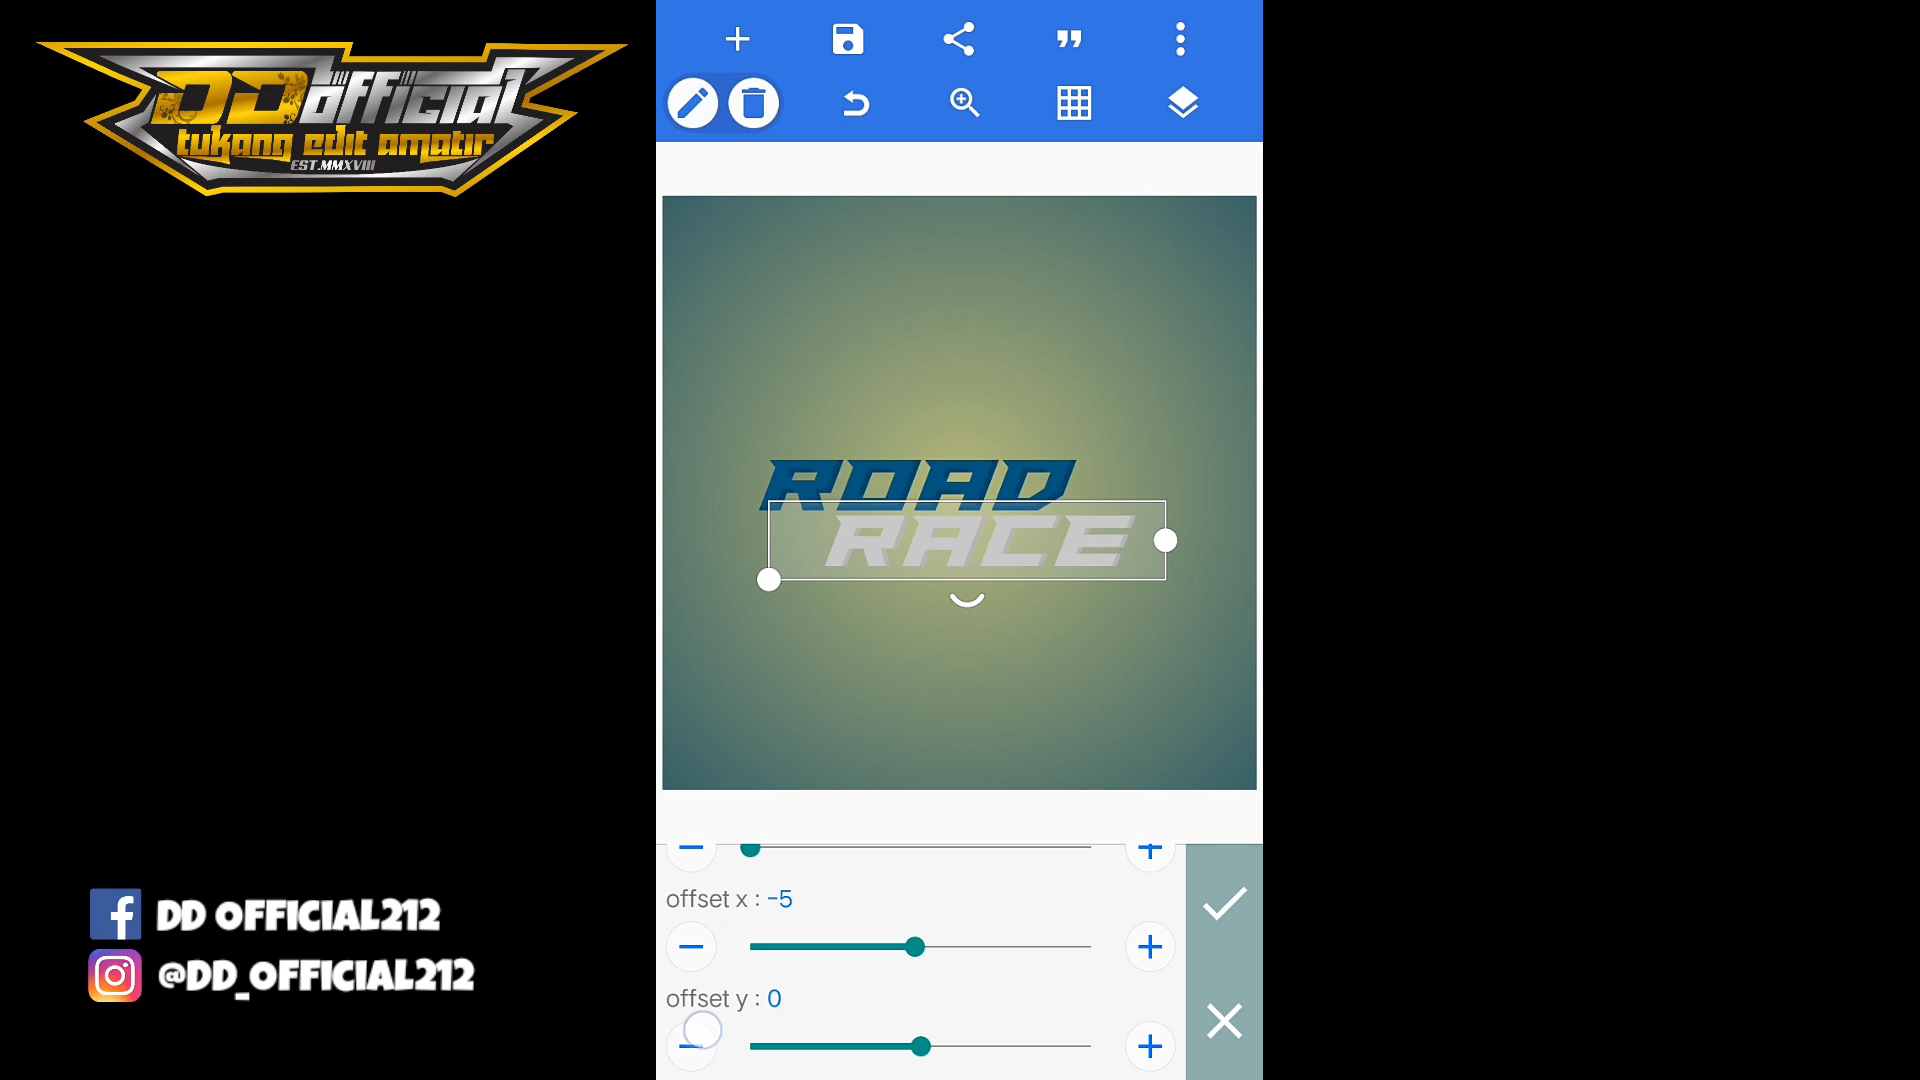 DD official
tukang edit amatir
EST.MMXVIII
ROAD
RACE
offset x : -5
offset y : 0
DD OFFICIAL212
@DD_OFFICIAL212